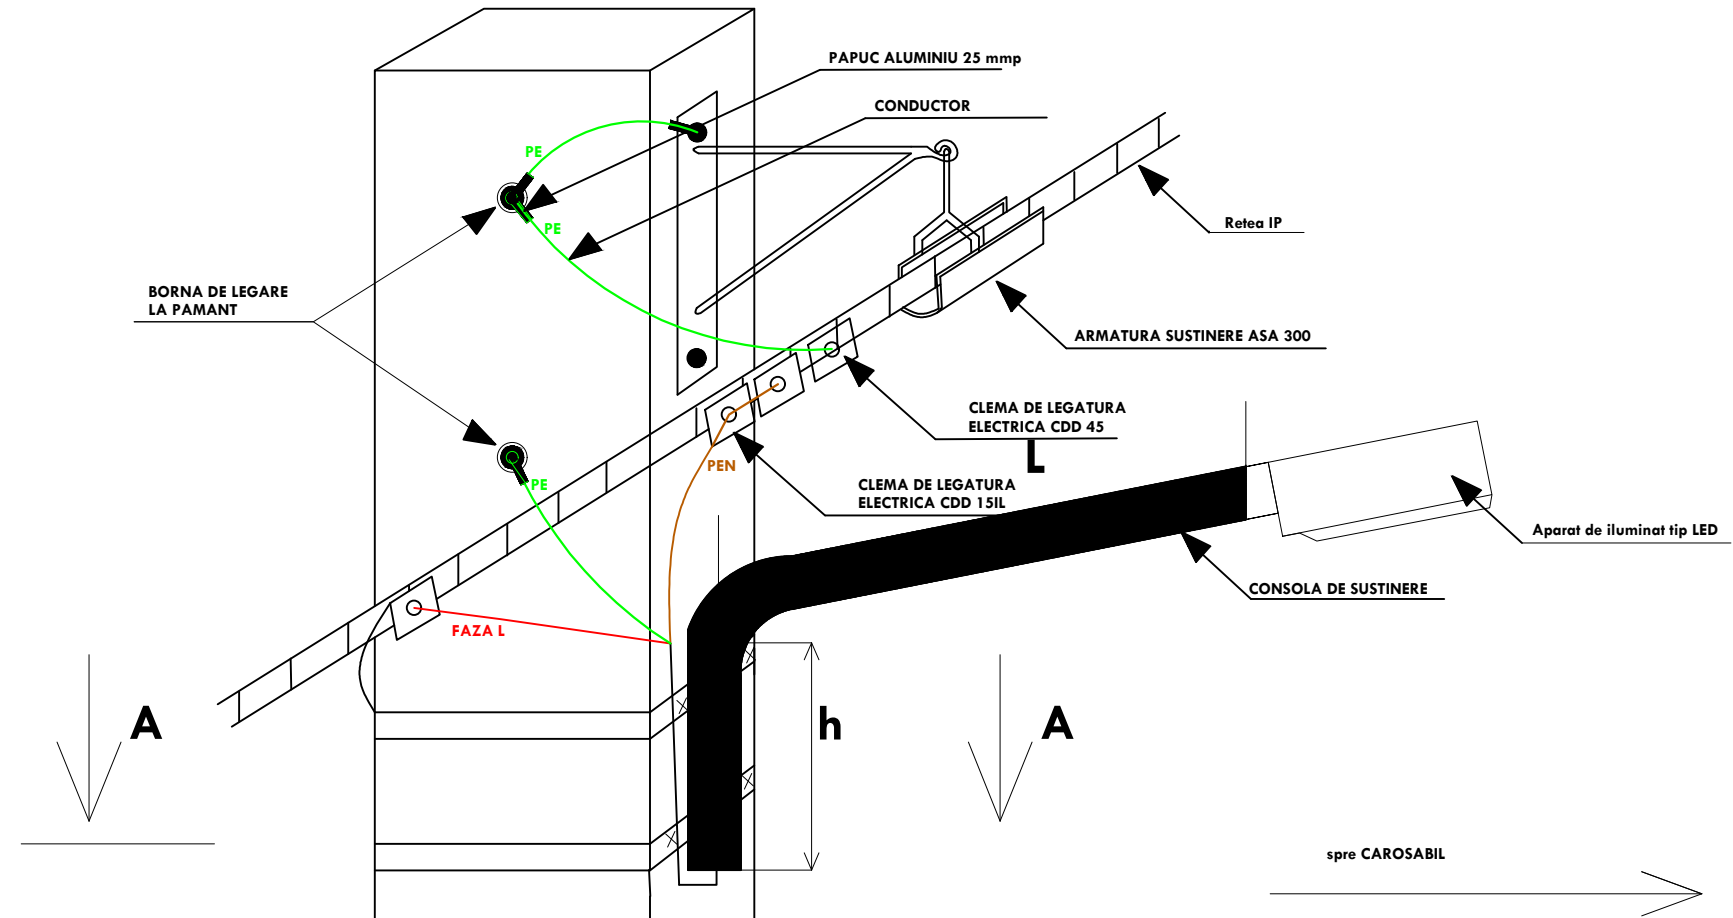 PAPUC ALUMINIU 25 mmp
CONDUCTOR
PE
PE
Retea IP
BORNA DE LEGARE
LA PAMANT
ARMATURA SUSTINERE ASA 300
CLEMA DE LEGATURA
ELECTRICA CDD 45
L
PEN
CLEMA DE LEGATURA
ELECTRICA CDD 15IL
PE
Aparat de iluminat tip LED
CONSOLA DE SUSTINERE
FAZA L
A
h
A
spre CAROSABIL